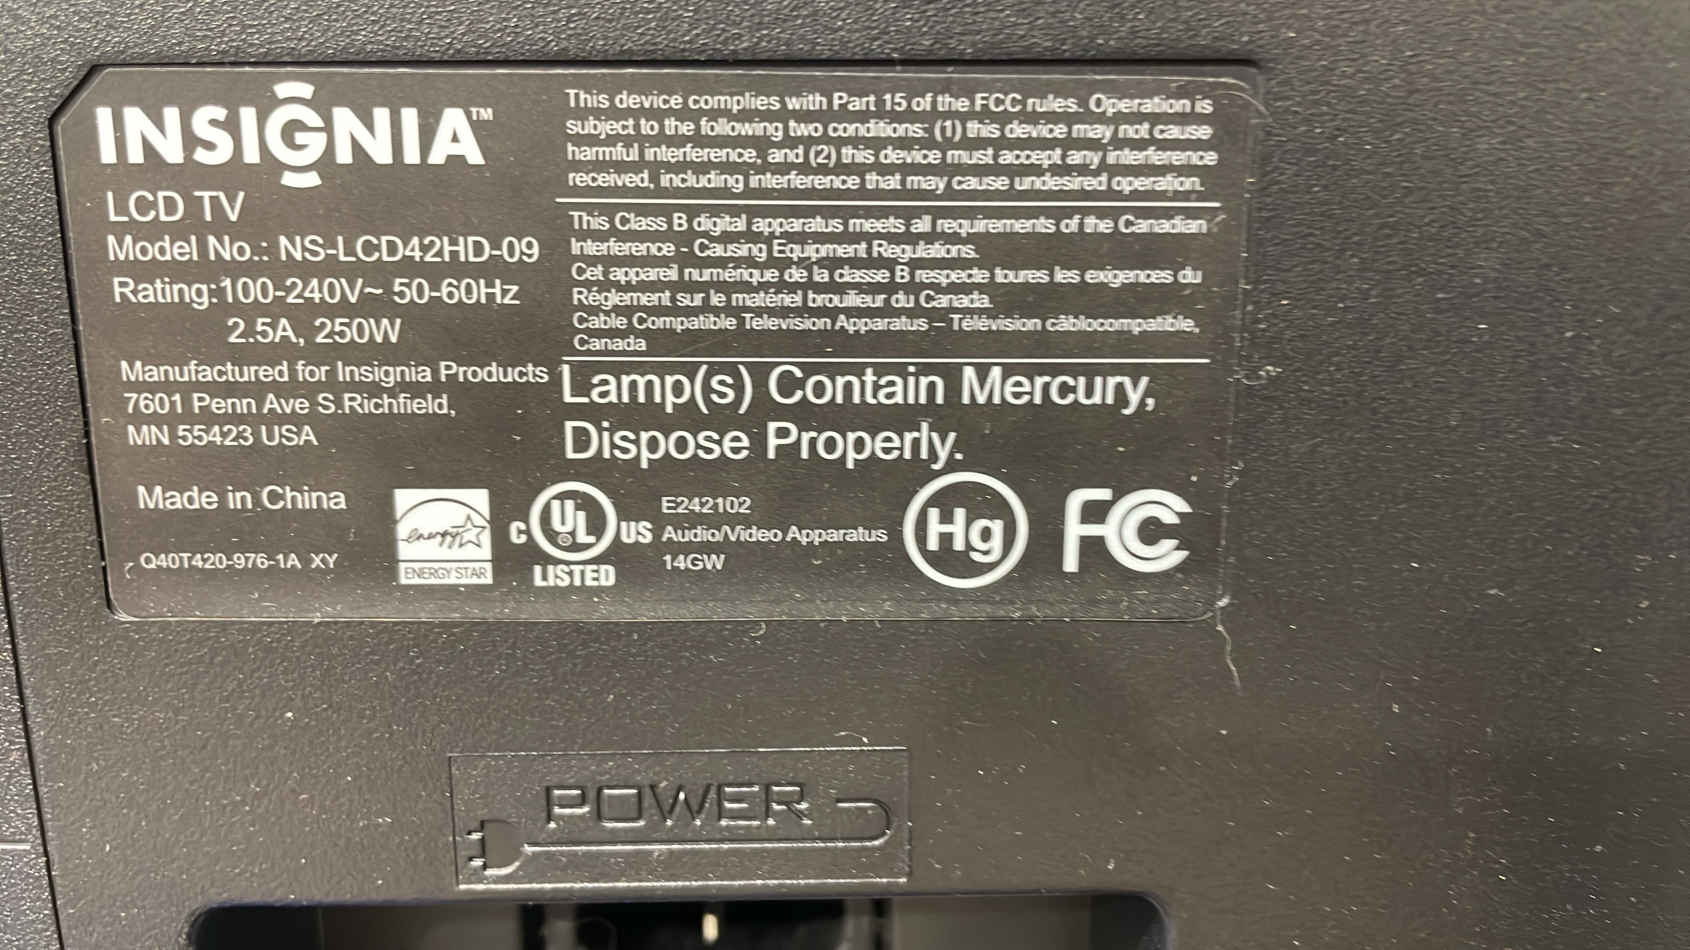 INSIGNIA™
LCD TV
Model No.: NS-LCD42HD-09
Rating:100-240V~ 50-60Hz
2.5A, 250W
Manufactured for Insignia Products
7601 Penn Ave S.Richfield,
MN 55423 USA
Made in China
Q40T420-976-1A XY
energy
ENERGY STAR
C UL US
®
LISTED
This device complies with Part 15 of the FCC rules. Operation is
subject to the following two conditions: (1) this device may not cause
harmful interference, and (2) this device must accept any interference
received, including interference that may cause undesired operation.
This Class B digital apparatus meets all requirements of the Canadian
Interference - Causing Equipment Regulations.
Cet appareil numérique de la classe B respecte toures les exigences du
Réglement sur le matériel brouilieur du Canada.
Cable Compatible Television Apparatus – Télévision câblocompatible,
Canada
Lamp(s) Contain Mercury,
Dispose Properly.
E242102
Audio/Video Apparatus
14GW
Hg
FC
POWER